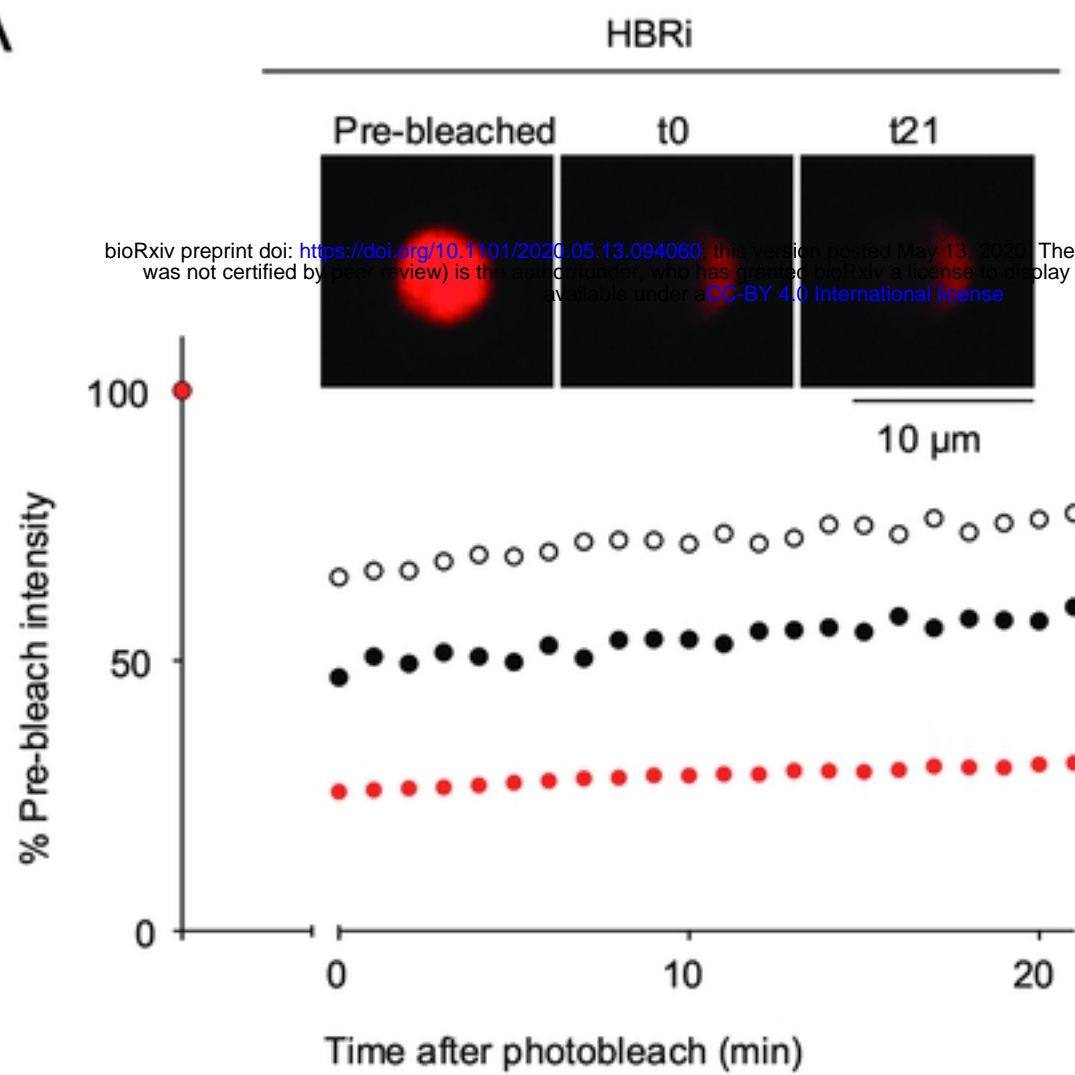 A
HBRi
Pre-bleached t0 t21
bioRxiv preprint doi: https://doi.org/10.1101/2020.05.13.094060; this version posted May 13, 2020. The
was not certified by peer review) is the author/funder, who has granted bioRxiv a license to display
available under aCC-BY 4.0 International license.
10 µm
100
50
0
% Pre-bleach intensity
0 10 20
Time after photobleach (min)